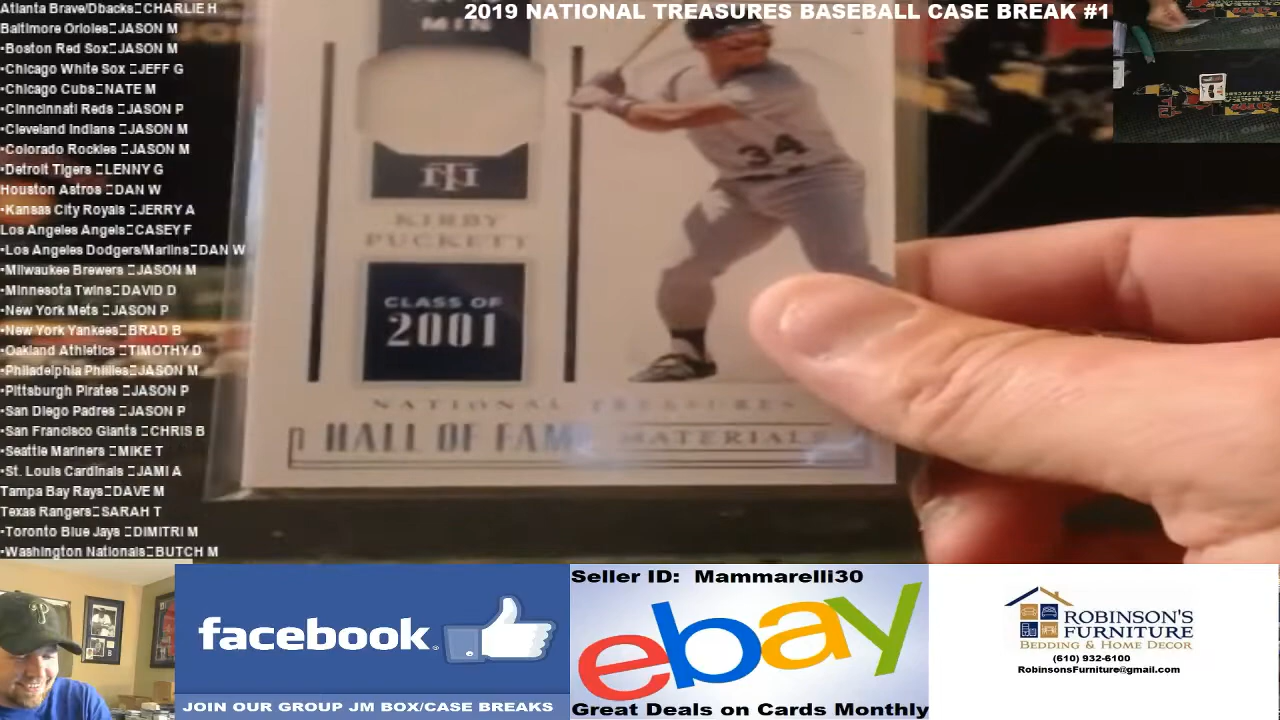 2019 NATIONAL TREASURES BASEBALL CASE BREAK #1
Atlanta Brave/Dbacks CHARLIE H
Baltimore Orioles JASON M
•Boston Red Sox JASON M
•Chicago White Sox JEFF G
•Chicago Cubs NATE M
•Cinncinnati Reds JASON P
•Cleveland Indians JASON M
•Colorado Rockies JASON M
•Detroit Tigers LENNY G
Houston Astros DAN W
•Kansas City Royals JERRY A
Los Angeles Angels CASEY F
•Los Angeles Dodgers/Marlins DAN W
•Milwaukee Brewers JASON M
•Minnesota Twins DAVID D
•New York Mets JASON P
•New York Yankees BRAD B
•Oakland Athletics TIMOTHY D
•Philadelphia Phillies JASON M
•Pittsburgh Pirates JASON P
•San Diego Padres JASON P
•San Francisco Giants CHRIS B
•Seattle Mariners MIKE T
•St. Louis Cardinals JAMI A
Tampa Bay Rays DAVE M
Texas Rangers SARAH T
•Toronto Blue Jays DIMITRI M
•Washington Nationals BUTCH M
MIN
34
KIRBY
PUCKETT
CLASS OF
2001
NATIONAL TREASURES
HALL OF FAME MATERIALS
facebook
JOIN OUR GROUP JM BOX/CASE BREAKS
Seller ID: Mammarelli30
ebay
Great Deals on Cards Monthly
ROBINSON'S
FURNITURE
BEDDING & HOME DECOR
(610) 932-6100
RobinsonsFurniture@gmail.com